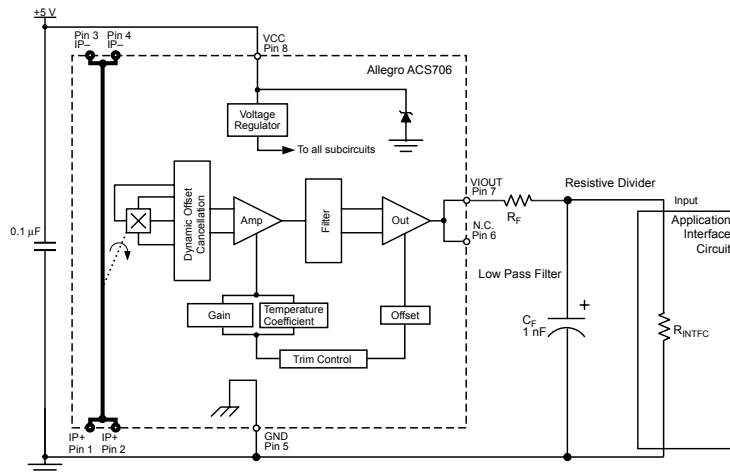 +5 V
Pin 3 Pin 4
IP– IP–
VCC
Pin 8
Allegro ACS706
Voltage
Regulator
To all subcircuits
Dynamic Offset
Cancellation
Amp
Filter
Out
VIOUT
Pin 7
N.C.
Pin 6
RF
Resistive Divider
Input
Application
Interface
Circuit
0.1 µF
Low Pass Filter
Gain
Temperature
Coefficient
Offset
Trim Control
CF
1 nF
+
RINTFC
IP+ IP+
Pin 1 Pin 2
GND
Pin 5